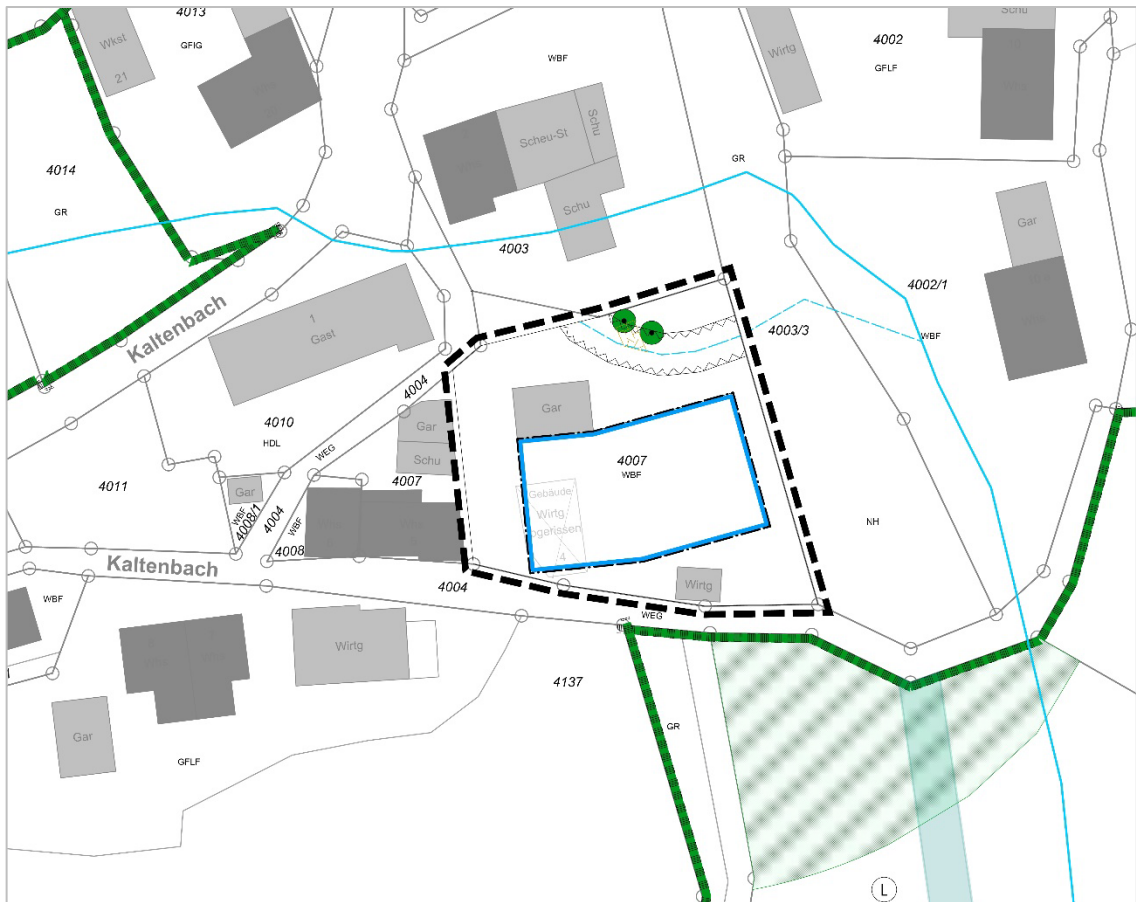 4013
GFIG
Wkst
21
4014
GR
WBF
Scheu-St
Schu
Schu
Wirtg
4002
GFLF
Schu
GR
Gar
4003
4002/1
WBF
4003/3
Kaltenbach
1
Gast
4004
4010
HDL
WEG
Gar
Schu
Gar
4007
WBF
4007
4011
Gar
WBF
4008/1
4004
WBF
4008
Gebäude
Wirtg
abgerissen
4
NH
Kaltenbach
4004
Wirtg
WEG
WBF
Wirtg
4137
GR
Gar
GFLF
L